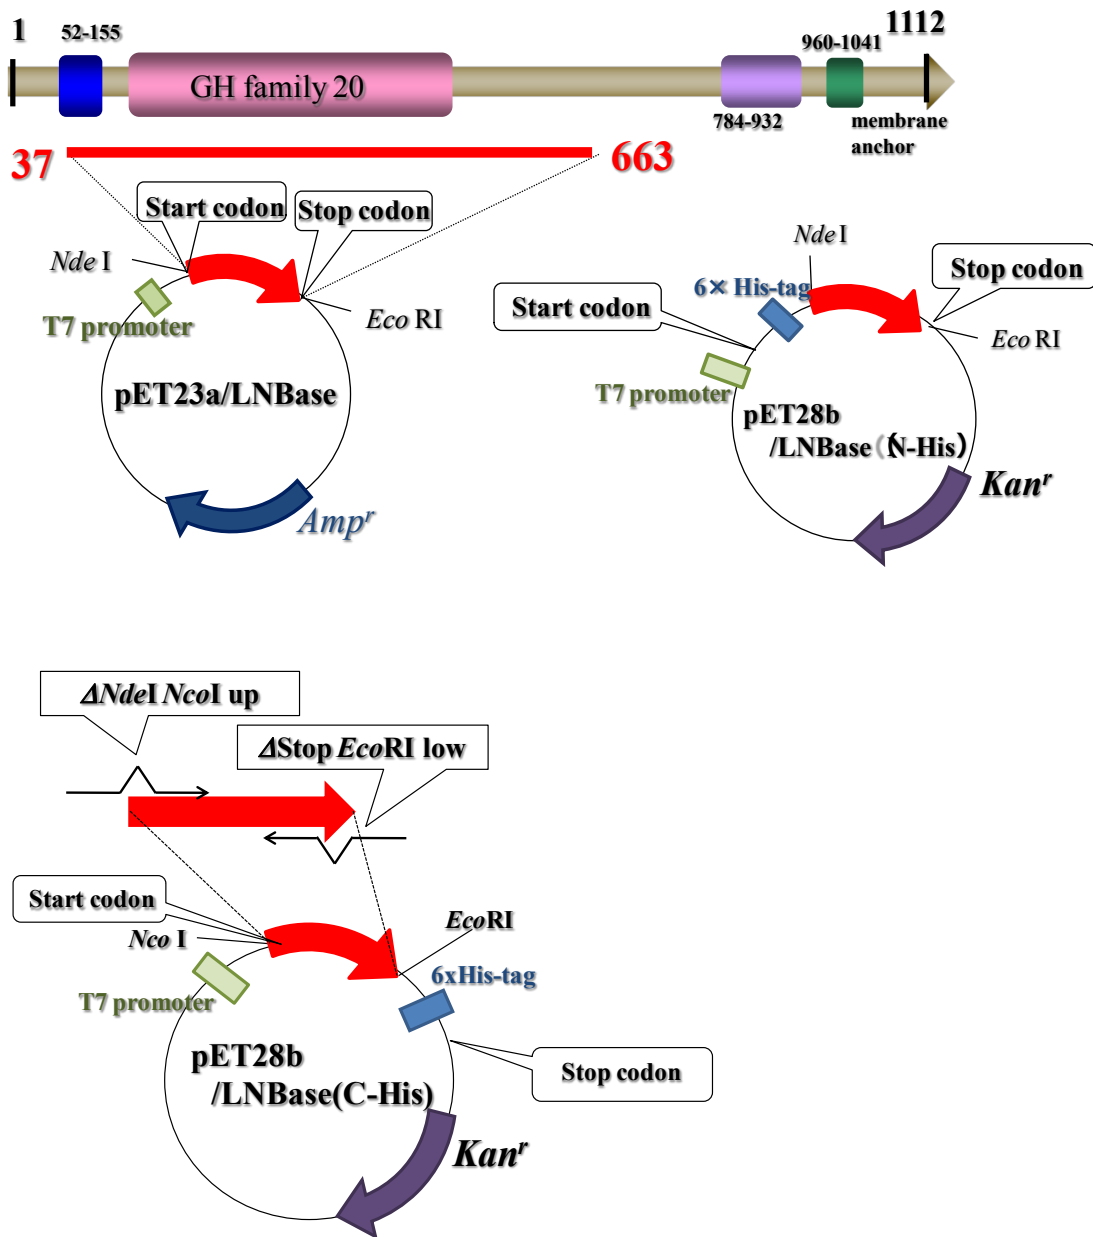 1
52-155
960-1041
1112
GH family 20
784-932
membrane
anchor
37
663
Start codon
Stop codon
Nde I
Eco RI
T7 promoter
pET23a/LNBase
Amp^r
Nde I
Stop codon
6× His-tag
Start codon
Eco RI
T7 promoter
pET28b
/LNBase (N-His)
Kan^r
ΔNdeI NcoI up
ΔStop EcoRI low
Start codon
Nco I
EcoRI
6xHis-tag
T7 promoter
pET28b
/LNBase(C-His)
Stop codon
Kan^r